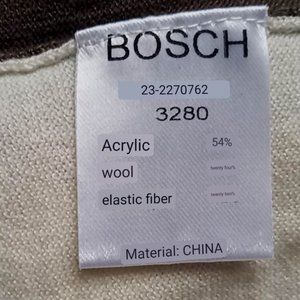 BOSCH
23-2270762
3280
Acrylic 54%
wool twenty four%
elastic fiber twenty two%
Material: CHINA